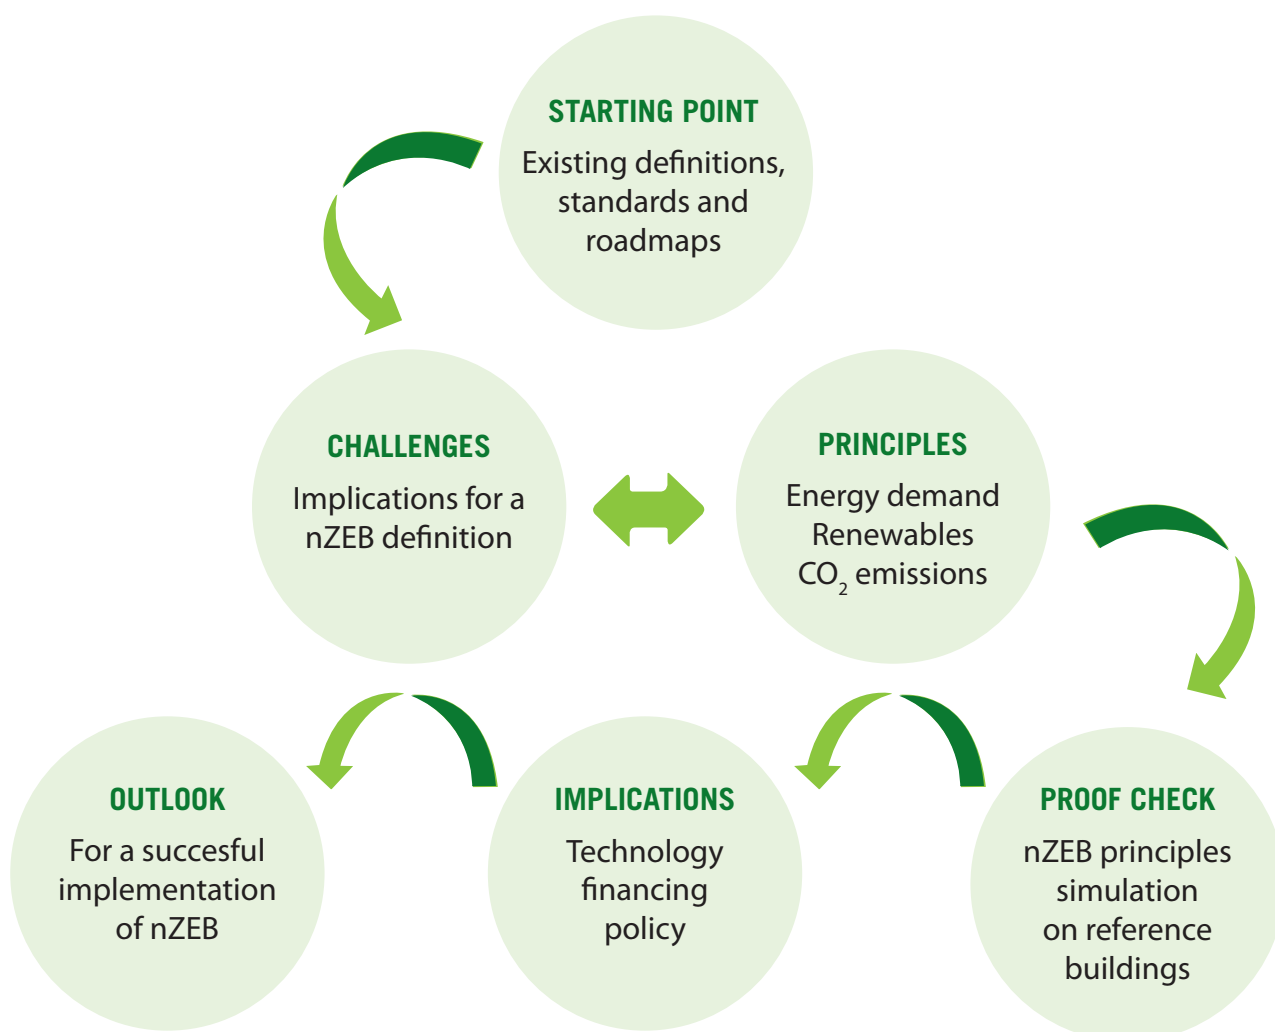 STARTING POINT
Existing definitions,
standards and
roadmaps
CHALLENGES
Implications for a
nZEB definition
PRINCIPLES
Energy demand
Renewables
CO₂ emissions
OUTLOOK
For a succesful
implementation
of nZEB
IMPLICATIONS
Technology
financing
policy
PROOF CHECK
nZEB principles
simulation
on reference
buildings